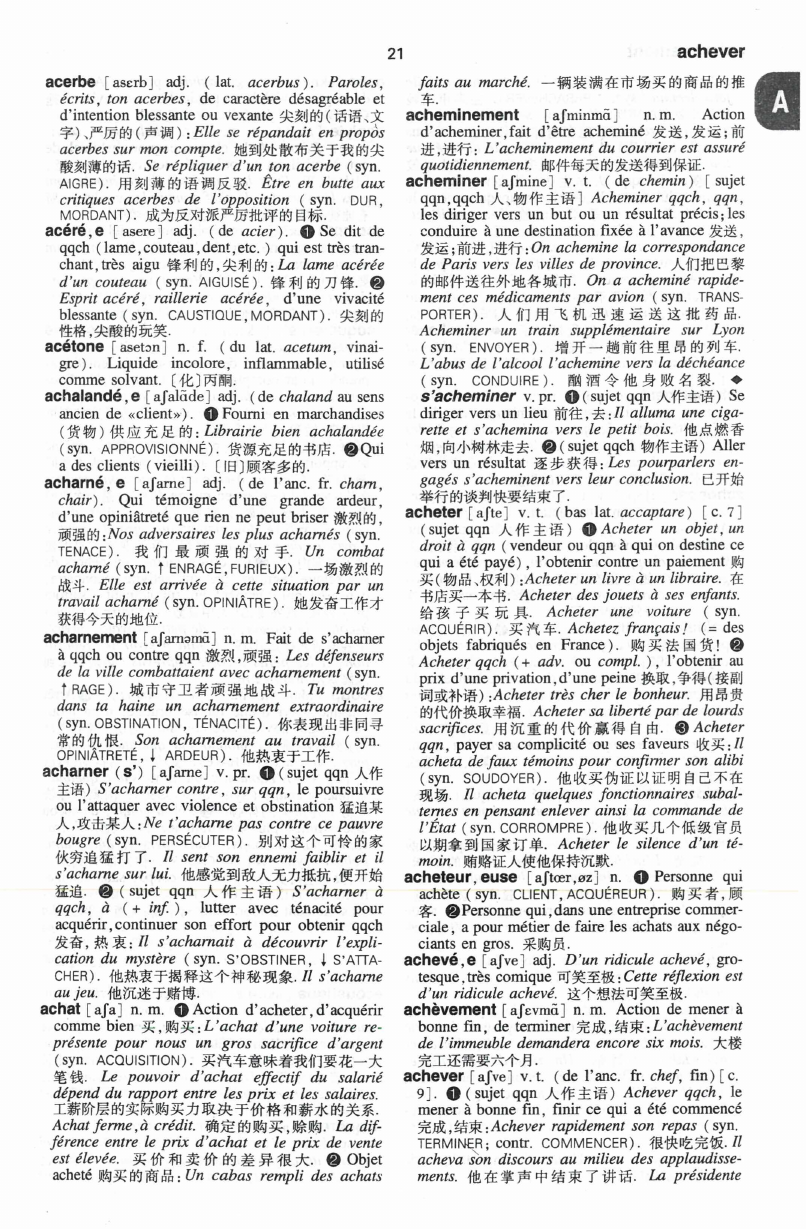 21
achever
A
acerbe [asɛrb] adj. (lat. acerbus). Paroles,
écrits, ton acerbes, de caractère désagréable et
d'intention blessante ou vexante 尖刻的(话语、文
字)、严厉的(声调):Elle se répandait en propos
acerbes sur mon compte. 她到处散布关于我的尖
酸刻薄的话. Se répliquer d'un ton acerbe (syn.
AIGRE). 用刻薄的语调反驳. Être en butte aux
critiques acerbes de l'opposition (syn. DUR,
MORDANT). 成为反对派严厉批评的目标.
acéré,e [asere] adj. (de acier). ❶ Se dit de
qqch (lame,couteau,dent,etc.) qui est très tran-
chant,très aigu 锋利的,尖利的:La lame acérée
d'un couteau (syn. AIGUISÉ). 锋利的刀锋. ❷
Esprit acéré, raillerie acérée, d'une vivacité
blessante (syn. CAUSTIQUE,MORDANT). 尖刻的
性格,尖酸的玩笑.
acétone [asetɔn] n. f. (du lat. acetum, vinai-
gre). Liquide incolore, inflammable, utilisé
comme solvant. 〔化〕丙酮.
achalandé,e [aʃalɑ̃de] adj. (de chaland au sens
ancien de «client»). ❶ Fourni en marchandises
(货物)供应充足的: Librairie bien achalandée
(syn. APPROVISIONNÉ). 货源充足的书店. ❷Qui
a des clients (vieilli). 〔旧〕顾客多的.
acharné, e [aʃarne] adj. (de l'anc. fr. charn,
chair). Qui témoigne d'une grande ardeur,
d'une opiniâtreté que rien ne peut briser 激烈的,
顽强的:Nos adversaires les plus acharnés (syn.
TENACE). 我们最顽强的对手. Un combat
acharné (syn. ↑ENRAGÉ,FURIEUX). 一场激烈的
战斗. Elle est arrivée à cette situation par un
travail acharné (syn. OPINIÂTRE). 她发奋工作才
获得今天的地位.
acharnement [aʃarnəmɑ̃] n. m. Fait de s'acharner
à qqch ou contre qqn 激烈,顽强: Les défenseurs
de la ville combattaient avec acharnement (syn.
↑RAGE). 城市守卫者顽强地战斗. Tu montres
dans ta haine un acharnement extraordinaire
(syn. OBSTINATION, TÉNACITÉ). 你表现出非同寻
常的仇恨. Son acharnement au travail (syn.
OPINIÂTRETÉ,↓ ARDEUR). 他热衷于工作.
acharner (s') [aʃarne] v. pr. ❶(sujet qqn 人作
主语) S'acharner contre, sur qqn, le poursuivre
ou l'attaquer avec violence et obstination 猛追某
人,攻击某人:Ne t'acharne pas contre ce pauvre
bougre (syn. PERSÉCUTER). 别对这个可怜的家
伙穷追猛打了. Il sent son ennemi faiblir et il
s'acharne sur lui. 他感觉到敌人无力抵抗,便开始
猛追. ❷ (sujet qqn 人作主语) S'acharner à
qqch, à (+ inf.), lutter avec ténacité pour
acquérir,continuer son effort pour obtenir qqch
发奋,热衷:Il s'acharnait à découvrir l'expli-
cation du mystère (syn. S'OBSTINER, ↓ S'ATTA-
CHER). 他热衷于揭释这个神秘现象. Il s'acharne
au jeu. 他沉迷于赌博.
achat [aʃa] n. m. ❶Action d'acheter,d'acquérir
comme bien 买,购买:L'achat d'une voiture re-
présente pour nous un gros sacrifice d'argent
(syn. ACQUISITION). 买汽车意味着我们要花一大
笔钱. Le pouvoir d'achat effectif du salarié
dépend du rapport entre les prix et les salaires.
工薪阶层的实际购买力取决于价格和薪水的关系.
Achat ferme,à crédit. 确定的购买,赊购. La dif-
férence entre le prix d'achat et le prix de vente
est élevée. 买价和卖价的差异很大. ❷ Objet
acheté 购买的商品:Un cabas rempli des achats
faits au marché. 一辆装满在市场买的商品的推
车.
acheminement [aʃminmɑ̃] n. m. Action
d'acheminer,fait d'être acheminé 发送,发运;前
进,进行: L'acheminement du courrier est assuré
quotidiennement. 邮件每天的发送得到保证.
acheminer [aʃmine] v. t. (de chemin) [sujet
qqn,qqch 人、物作主语] Acheminer qqch, qqn,
les diriger vers un but ou un résultat précis;les
conduire à une destination fixée à l'avance 发送,
发运;前进,进行:On achemine la correspondance
de Paris vers les villes de province. 人们把巴黎
的邮件送往外地各城市. On a acheminé rapide-
ment ces médicaments par avion (syn. TRANS-
PORTER). 人们用飞机迅速运送这批药品.
Acheminer un train supplémentaire sur Lyon
(syn. ENVOYER). 增开一趟前往里昂的列车.
L'abus de l'alcool l'achemine vers la déchéance
(syn. CONDUIRE). 酗酒令他身败名裂. ◆
s'acheminer v. pr. ❶(sujet qqn 人作主语) Se
diriger vers un lieu 前往,去:Il alluma une ciga-
rette et s'achemina vers le petit bois. 他点燃香
烟,向小树林走去. ❷(sujet qqch 物作主语) Aller
vers un résultat 逐步获得:Les pourparlers en-
gagés s'acheminent vers leur conclusion. 已开始
举行的谈判快要结束了.
acheter [aʃte] v. t. (bas lat. accaptare) [c. 7]
(sujet qqn 人作主语) ❶ Acheter un objet, un
droit à qqn (vendeur ou qqn à qui on destine ce
qui a été payé), l'obtenir contre un paiement 购
买(物品、权利):Acheter un livre à un libraire. 在
书店买一本书. Acheter des jouets à ses enfants.
给孩子买玩具. Acheter une voiture (syn.
ACQUÉRIR). 买汽车. Achetez français! (= des
objets fabriqués en France). 购买法国货! ❷
Acheter qqch (+ adv. ou compl.), l'obtenir au
prix d'une privation,d'une peine 换取,争得(接副
词或补语):Acheter très cher le bonheur. 用昂贵
的代价换取幸福. Acheter sa liberté par de lourds
sacrifices. 用沉重的代价赢得自由. ❸ Acheter
qqn, payer sa complicité ou ses faveurs 收买:Il
acheta de faux témoins pour confirmer son alibi
(syn. SOUDOYER). 他收买伪证以证明自己不在
现场. Il acheta quelques fonctionnaires subal-
ternes en pensant enlever ainsi la commande de
l'État (syn. CORROMPRE). 他收买几个低级官员
以期拿到国家订单. Acheter le silence d'un té-
moin. 贿赂证人使他保持沉默.
acheteur, euse [aʃtœr,øz] n. ❶ Personne qui
achète (syn. CLIENT, ACQUÉREUR). 购买者,顾
客. ❷Personne qui,dans une entreprise commer-
ciale, a pour métier de faire les achats aux négo-
ciants en gros. 采购员.
achevé,e [aʃve] adj. D'un ridicule achevé, gro-
tesque,très comique 可笑至极:Cette réflexion est
d'un ridicule achevé. 这个想法可笑至极.
achèvement [aʃɛvmɑ̃] n. m. Action de mener à
bonne fin, de terminer 完成,结束:L'achèvement
de l'immeuble demandera encore six mois. 大楼
完工还需要六个月.
achever [aʃve] v. t. (de l'anc. fr. chef, fin) [c.
9]. ❶ (sujet qqn 人作主语) Achever qqch, le
mener à bonne fin, finir ce qui a été commencé
完成,结束:Achever rapidement son repas (syn.
TERMINER; contr. COMMENCER). 很快吃完饭. Il
acheva son discours au milieu des applaudisse-
ments. 他在掌声中结束了讲话. La présidente